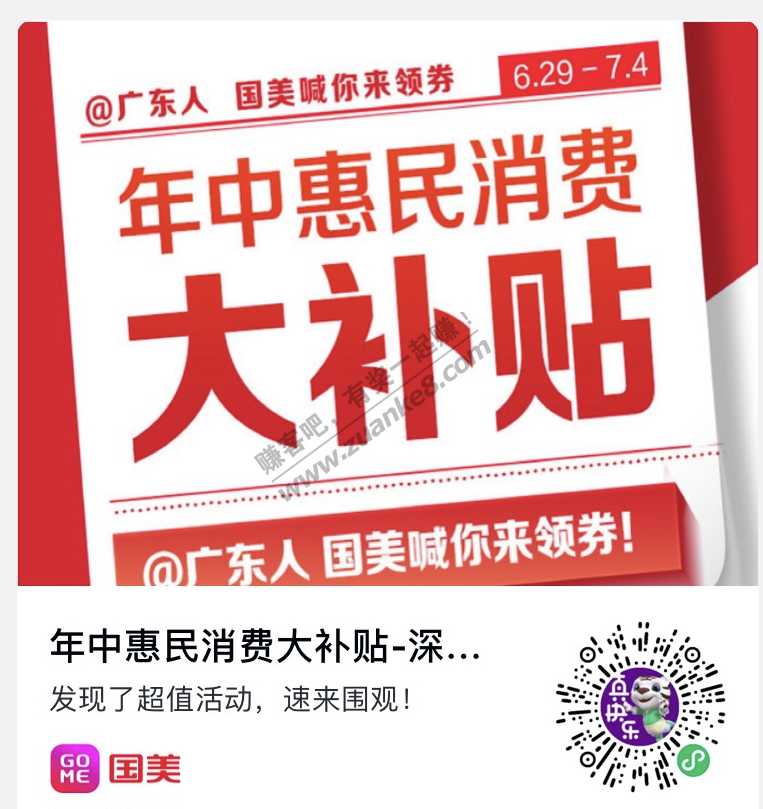 @广东人 国美喊你来领券
6.29-7.4
年中惠民消费
大补贴
赚客吧,有奖一起赚!
www.zuanke8.com
@广东人 国美喊你来领券!
年中惠民消费大补贴-深...
发现了超值活动,速来围观!
GOME 国美